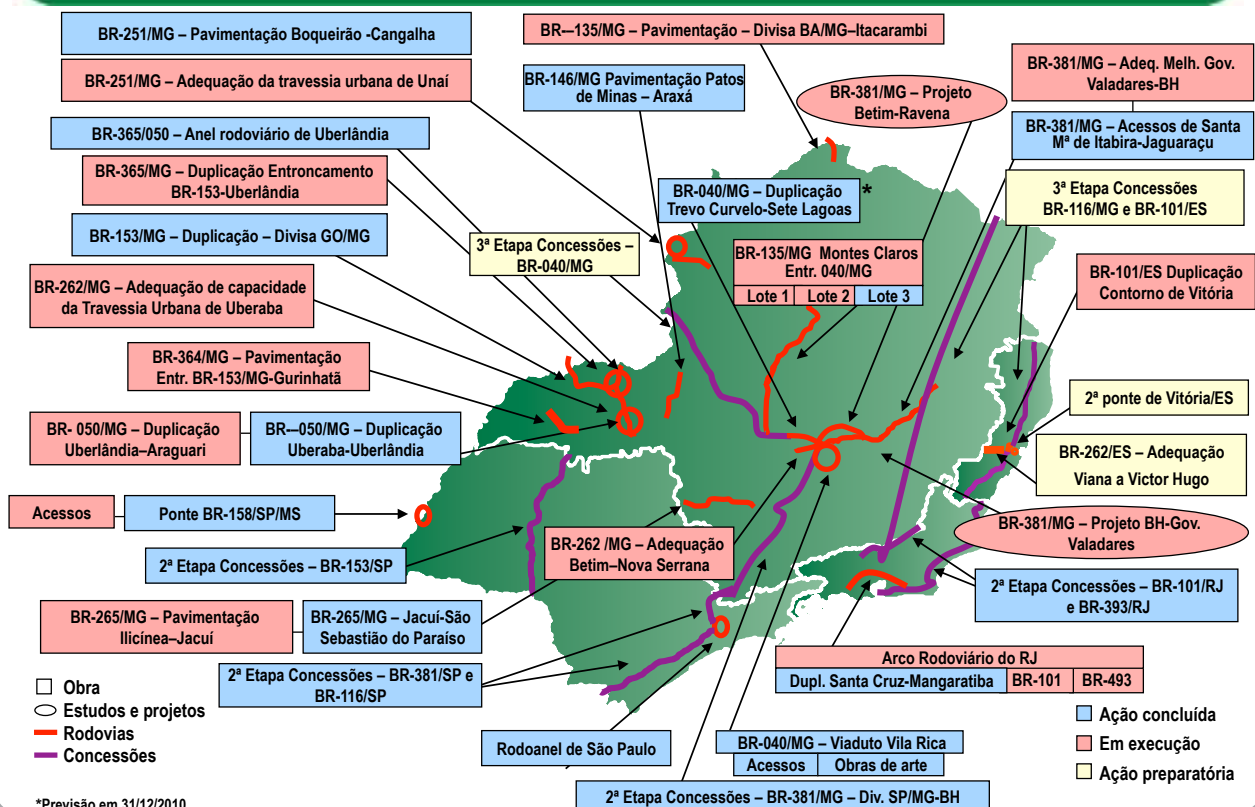 BR-251/MG – Pavimentação Boqueirão -Cangalha
BR-251/MG – Adequação da travessia urbana de Unaí
BR-365/050 – Anel rodoviário de Uberlândia
BR-365/MG – Duplicação Entroncamento
BR-153-Uberlândia
BR-153/MG – Duplicação – Divisa GO/MG
BR-262/MG – Adequação de capacidade
da Travessia Urbana de Uberaba
BR-364/MG – Pavimentação
Entr. BR-153/MG-Gurinhatã
BR- 050/MG – Duplicação
Uberlândia–Araguari
BR-–050/MG – Duplicação
Uberaba-Uberlândia
Acessos
Ponte BR-158/SP/MS
2ª Etapa Concessões – BR-153/SP
BR-265/MG – Pavimentação
Ilicínea–Jacuí
BR-265/MG – Jacuí-São
Sebastião do Paraíso
2ª Etapa Concessões – BR-381/SP e
BR-116/SP
BR-–135/MG – Pavimentação – Divisa BA/MG–Itacarambi
BR-146/MG Pavimentação Patos
de Minas – Araxá
BR-381/MG – Projeto
Betim-Ravena
BR-040/MG – Duplicação
Trevo Curvelo-Sete Lagoas
*
3ª Etapa Concessões –
BR-040/MG
BR-135/MG Montes Claros
Entr. 040/MG
Lote 1
Lote 2
Lote 3
BR-381/MG – Adeq. Melh. Gov.
Valadares-BH
BR-381/MG – Acessos de Santa
Mª de Itabira-Jaguaraçu
3ª Etapa Concessões
BR-116/MG e BR-101/ES
BR-101/ES Duplicação
Contorno de Vitória
2ª ponte de Vitória/ES
BR-262/ES – Adequação
Viana a Victor Hugo
BR-381/MG – Projeto BH-Gov.
Valadares
BR-262 /MG – Adequação
Betim–Nova Serrana
2ª Etapa Concessões – BR-101/RJ
e BR-393/RJ
Arco Rodoviário do RJ
Dupl. Santa Cruz-Mangaratiba
BR-101
BR-493
Rodoanel de São Paulo
BR-040/MG – Viaduto Vila Rica
Acessos
Obras de arte
2ª Etapa Concessões – BR-381/MG – Div. SP/MG-BH
Obra
Estudos e projetos
Rodovias
Concessões
Ação concluída
Em execução
Ação preparatória
*Previsão em 31/12/2010